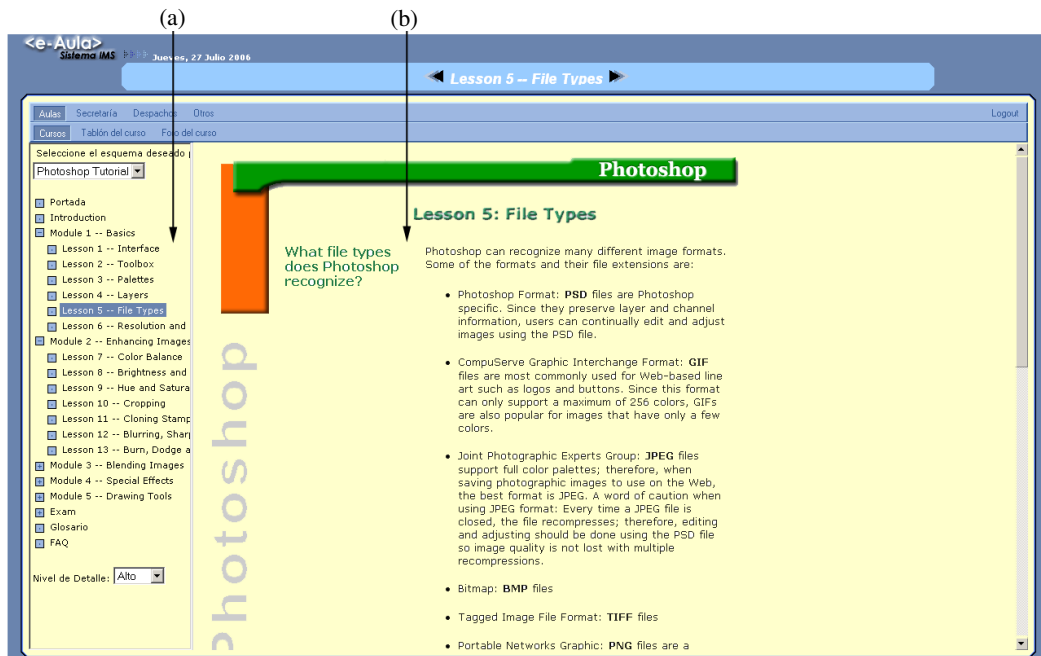 (a) (b)
<e-Aula>
Sistema IMS Jueves, 27 Julio 2006
Lesson 5 -- File Types
Aulas Secretaría Despachos Otros Logout
Cursos Tablón del curso Foro del curso
Seleccione el esquema deseado
Photoshop Tutorial
Portada
Introduction
Module 1 -- Basics
Lesson 1 -- Interface
Lesson 2 -- Toolbox
Lesson 3 -- Palettes
Lesson 4 -- Layers
Lesson 5 -- File Types
Lesson 6 -- Resolution and
Module 2 -- Enhancing Images
Lesson 7 -- Color Balance
Lesson 8 -- Brightness and
Lesson 9 -- Hue and Satura
Lesson 10 -- Cropping
Lesson 11 -- Cloning Stamp
Lesson 12 -- Blurring, Shar
Lesson 13 -- Burn, Dodge a
Module 3 -- Blending Images
Module 4 -- Special Effects
Module 5 -- Drawing Tools
Exam
Glosario
FAQ
Nivel de Detalle: Alto
Photoshop
Photoshop
Lesson 5: File Types
What file types
does Photoshop
recognize?
Photoshop can recognize many different image formats.
Some of the formats and their file extensions are:
• Photoshop Format: PSD files are Photoshop
specific. Since they preserve layer and channel
information, users can continually edit and adjust
images using the PSD file.
• CompuServe Graphic Interchange Format: GIF
files are most commonly used for Web-based line
art such as logos and buttons. Since this format
can only support a maximum of 256 colors, GIFs
are also popular for images that have only a few
colors.
• Joint Photographic Experts Group: JPEG files
support full color palettes; therefore, when
saving photographic images to use on the Web,
the best format is JPEG. A word of caution when
using JPEG format: Every time a JPEG file is
closed, the file recompresses; therefore, editing
and adjusting should be done using the PSD file
so image quality is not lost with multiple
recompressions.
• Bitmap: BMP files
• Tagged Image File Format: TIFF files
• Portable Networks Graphic: PNG files are a